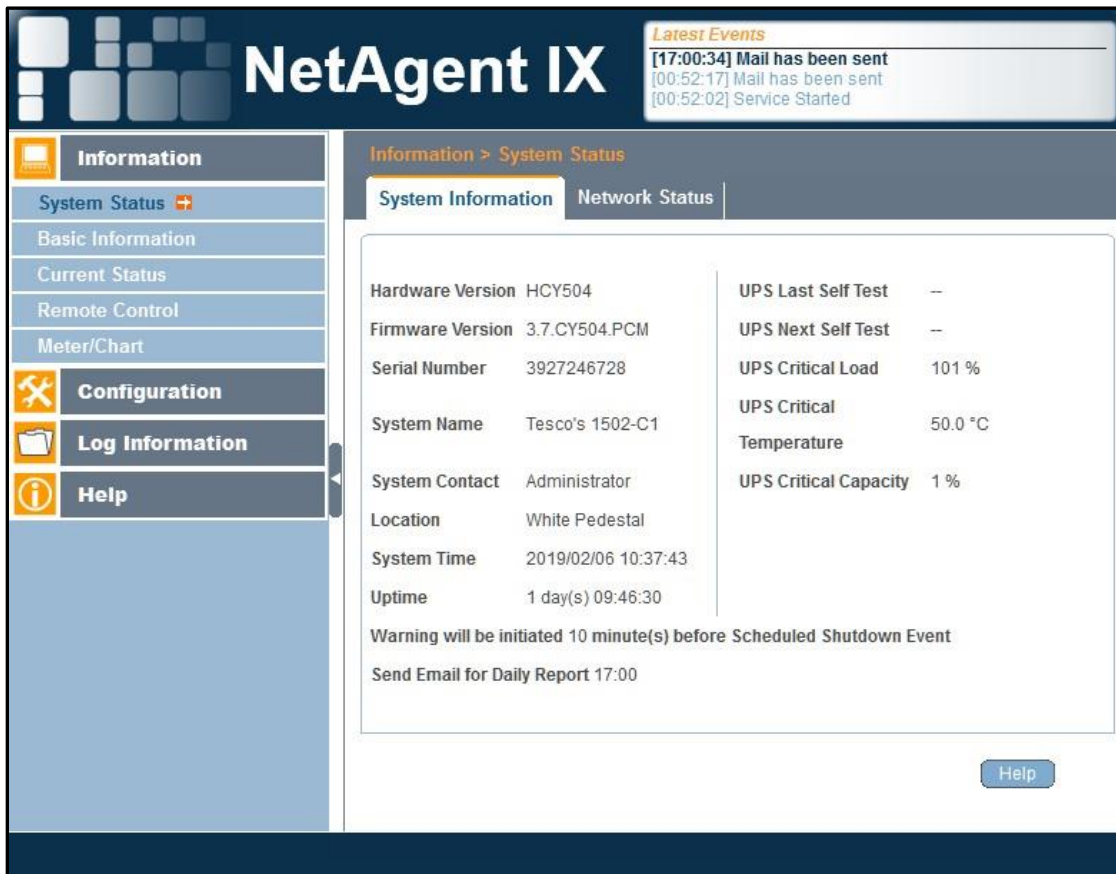 NetAgent IX
Latest Events
[17:00:34] Mail has been sent
[00:52:17] Mail has been sent
[00:52:02] Service Started
Information
System Status
Basic Information
Current Status
Remote Control
Meter/Chart
Configuration
Log Information
Help
Information > System Status
System Information
Network Status
Hardware Version HCY504
Firmware Version 3.7.CY504.PCM
Serial Number 3927246728
System Name Tesco's 1502-C1
System Contact Administrator
Location White Pedestal
System Time 2019/02/06 10:37:43
Uptime 1 day(s) 09:46:30
UPS Last Self Test --
UPS Next Self Test --
UPS Critical Load 101 %
UPS Critical
Temperature
50.0 °C
UPS Critical Capacity 1 %
Warning will be initiated 10 minute(s) before Scheduled Shutdown Event
Send Email for Daily Report 17:00
Help